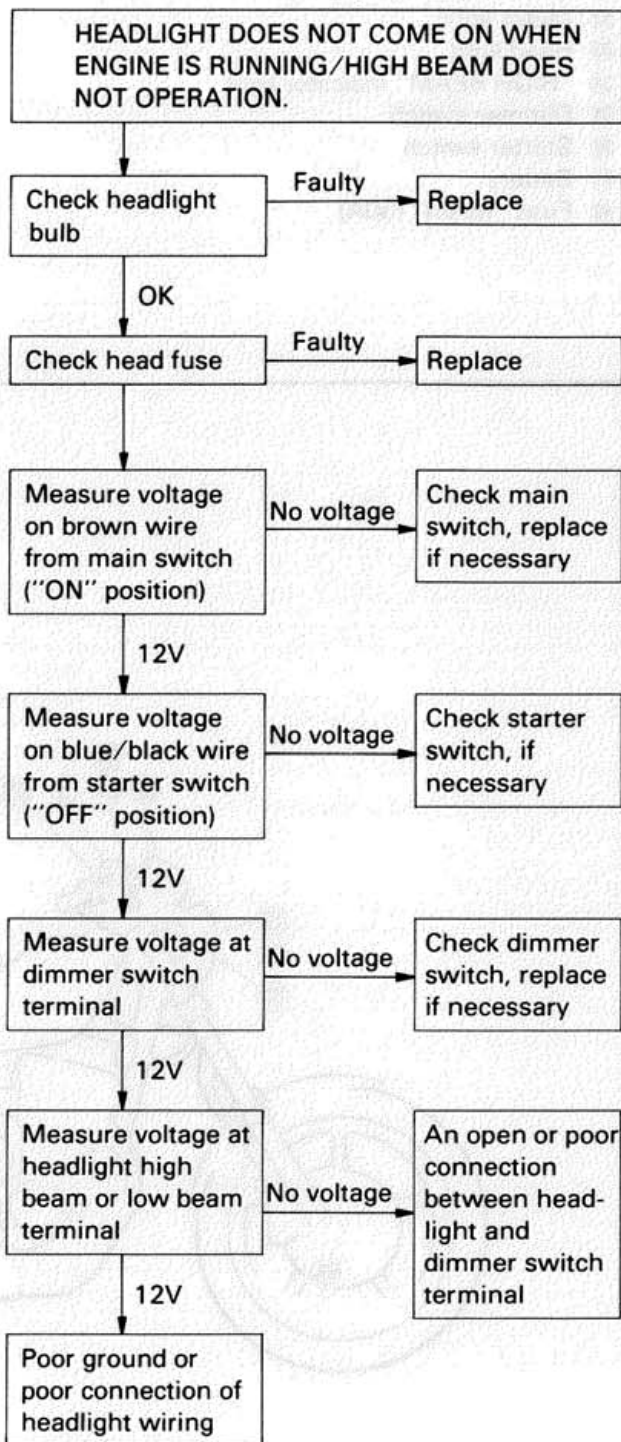 HEADLIGHT DOES NOT COME ON WHEN
ENGINE IS RUNNING/HIGH BEAM DOES
NOT OPERATION.
Check headlight
bulb
Faulty
Replace
OK
Check head fuse
Faulty
Replace
Measure voltage
on brown wire
from main switch
("ON" position)
No voltage
Check main
switch, replace
if necessary
12V
Measure voltage
on blue/black wire
from starter switch
("OFF" position)
No voltage
Check starter
switch, if
necessary
12V
Measure voltage at
dimmer switch
terminal
No voltage
Check dimmer
switch, replace
if necessary
12V
Measure voltage at
headlight high
beam or low beam
terminal
No voltage
An open or poor
connection
between head-
light and
dimmer switch
terminal
12V
Poor ground or
poor connection of
headlight wiring